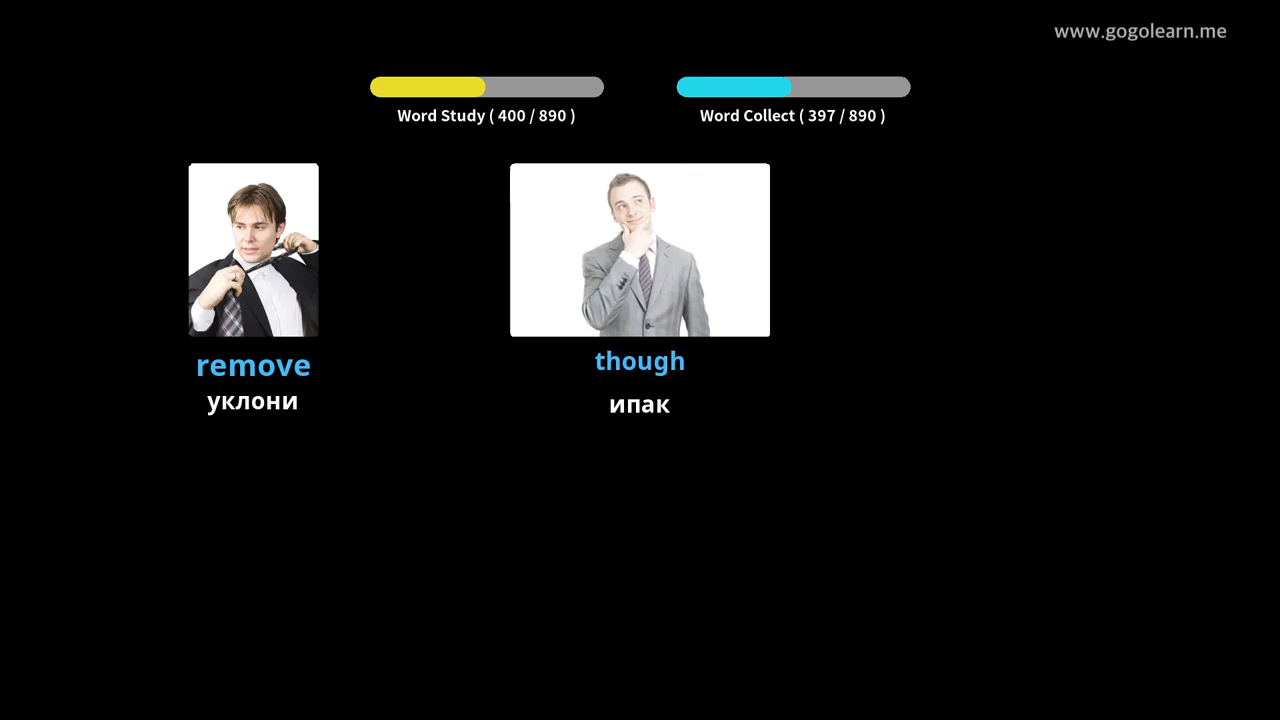 www.gogolearn.me
Word Study ( 400 / 890 )
Word Collect ( 397 / 890 )
remove
уклони
though
ипак